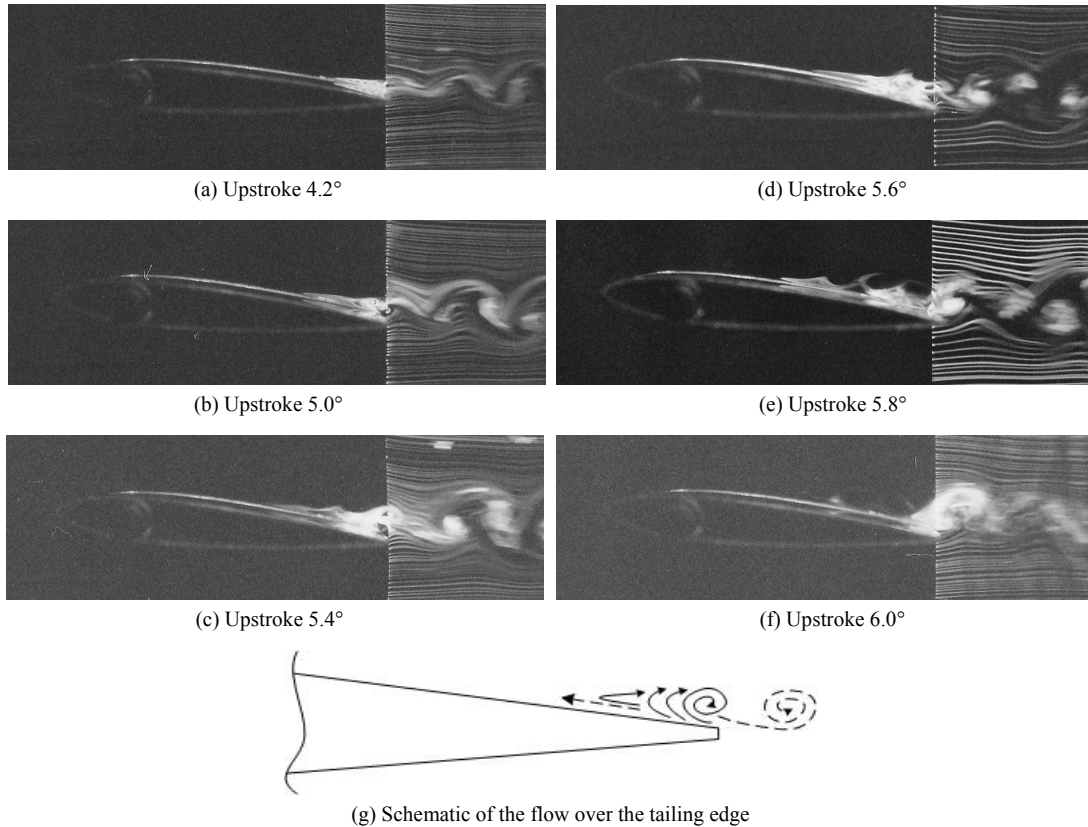 (a) Upstroke 4.2°
(d) Upstroke 5.6°
(b) Upstroke 5.0°
(e) Upstroke 5.8°
(c) Upstroke 5.4°
(f) Upstroke 6.0°
(g) Schematic of the flow over the tailing edge